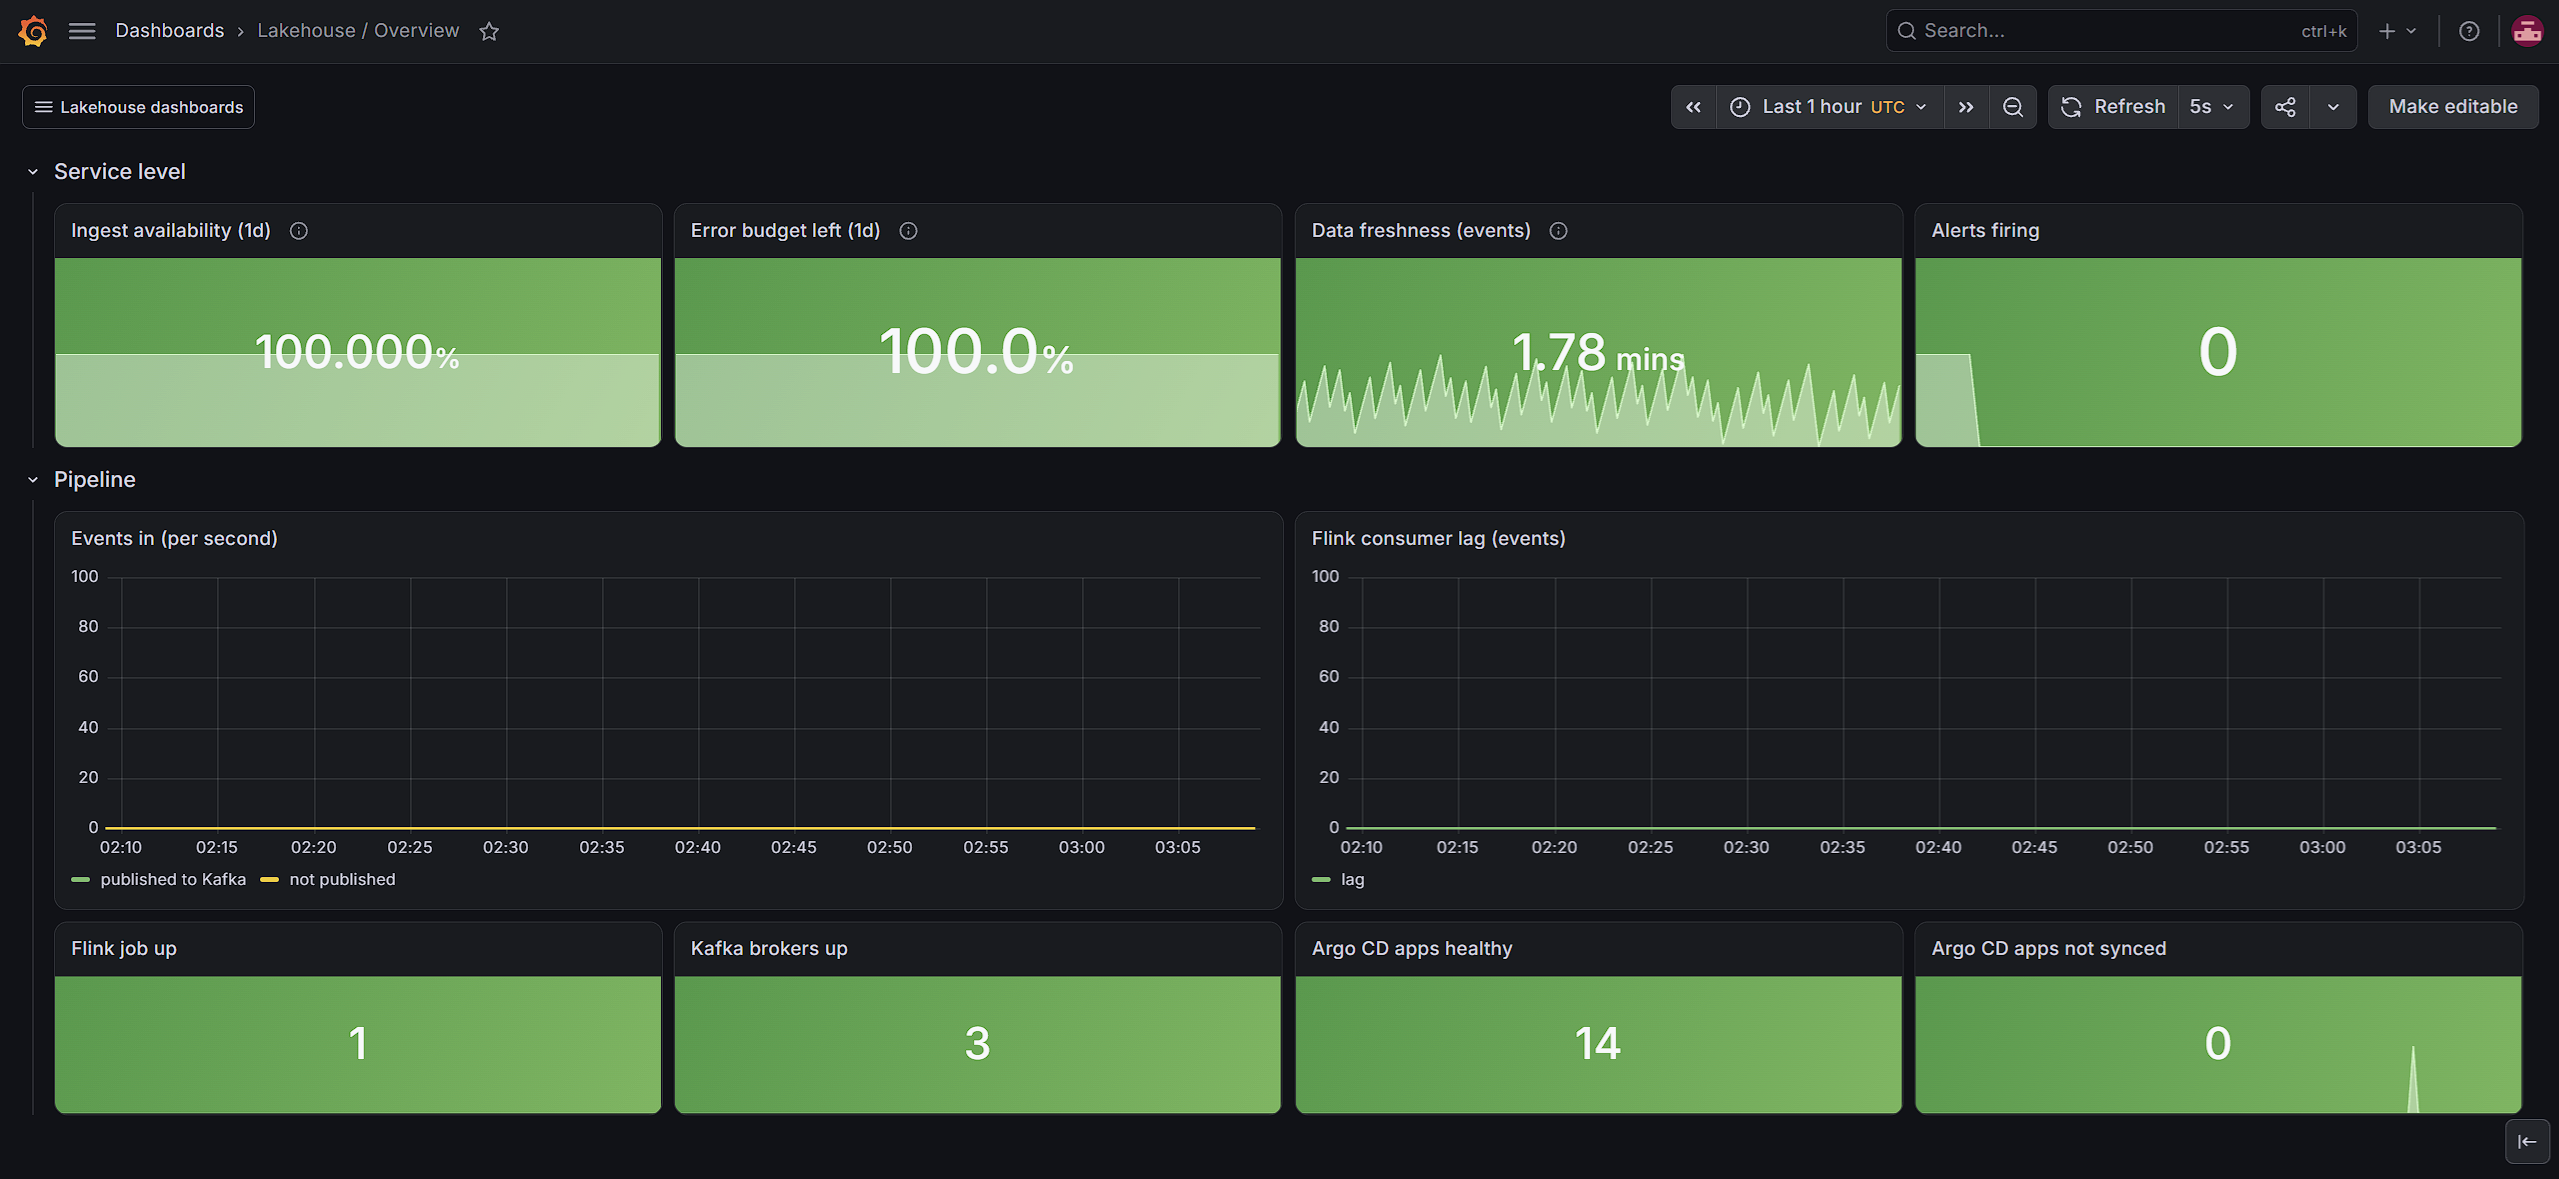 Dashboards › Lakehouse / Overview
Search... ctrl+k
Lakehouse dashboards
Last 1 hour UTC
Refresh 5s
Make editable
Service level
Ingest availability (1d)
100.000%
Error budget left (1d)
100.0%
Data freshness (events)
1.78 mins
Alerts firing
0
Pipeline
Events in (per second)
100
80
60
40
20
0
02:10 02:15 02:20 02:25 02:30 02:35 02:40 02:45 02:50 02:55 03:00 03:05
published to Kafka not published
Flink consumer lag (events)
100
80
60
40
20
0
02:10 02:15 02:20 02:25 02:30 02:35 02:40 02:45 02:50 02:55 03:00 03:05
lag
Flink job up
1
Kafka brokers up
3
Argo CD apps healthy
14
Argo CD apps not synced
0